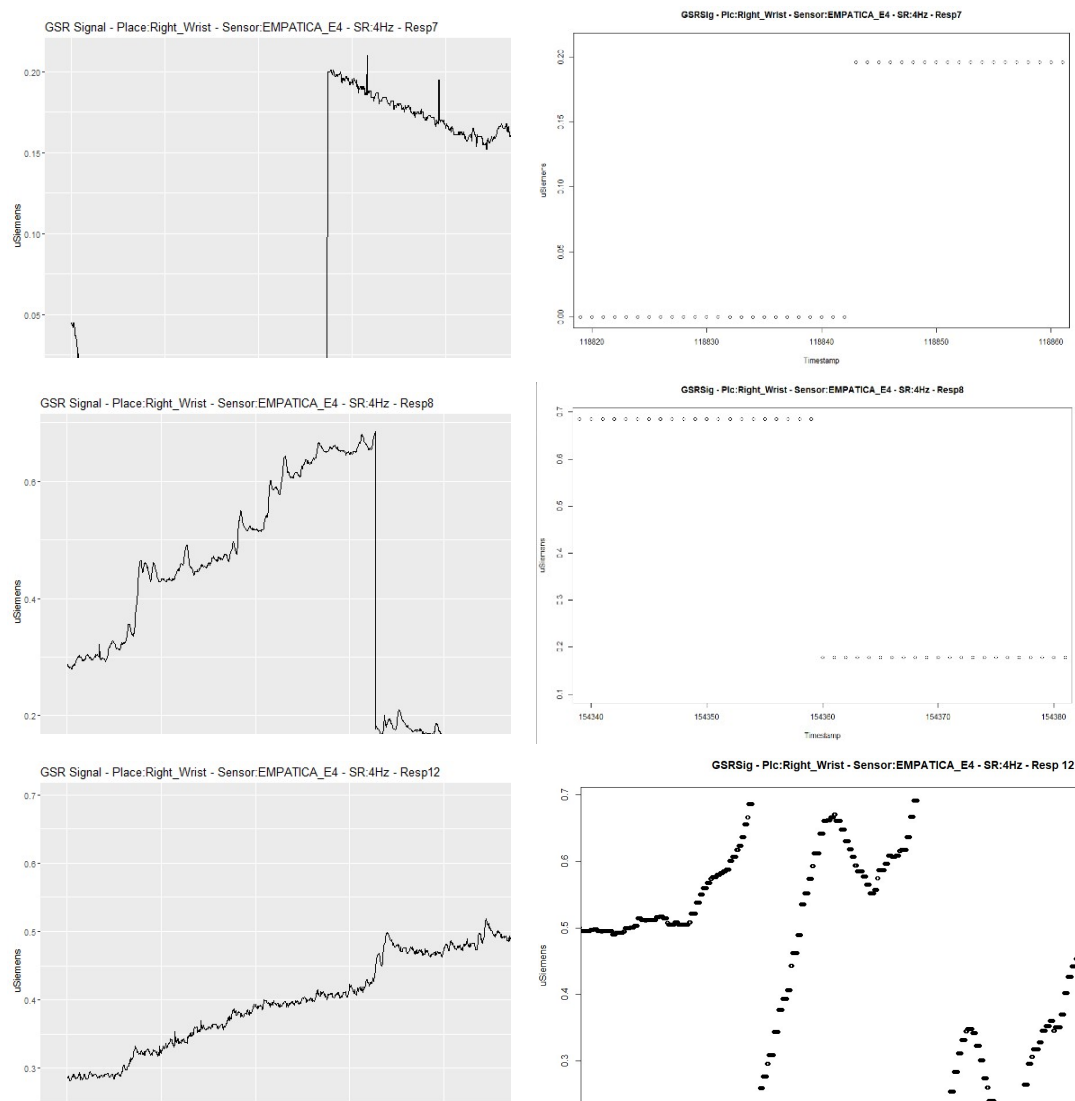 GSR Signal - Place:Right_Wrist - Sensor:EMPATICA_E4 - SR:4Hz - Resp7
0.20
0.15
0.10
0.05
uSiemens
GSRSig - Plc:Right_Wrist - Sensor:EMPATICA_E4 - SR:4Hz - Resp7
0.20
0.15
0.10
0.05
0.00
uSiemens
118820 118830 118840 118850 118860
Timestamp
GSR Signal - Place:Right_Wrist - Sensor:EMPATICA_E4 - SR:4Hz - Resp8
0.6
0.4
0.2
uSiemens
GSRSig - Plc:Right_Wrist - Sensor:EMPATICA_E4 - SR:4Hz - Resp8
0.7
0.6
0.5
0.4
0.3
0.2
0.1
uSiemens
154340 154350 154360 154370 154380
Timestamp
GSR Signal - Place:Right_Wrist - Sensor:EMPATICA_E4 - SR:4Hz - Resp12
0.7
0.6
0.5
0.4
0.3
uSiemens
GSRSig - Plc:Right_Wrist - Sensor:EMPATICA_E4 - SR:4Hz - Resp 12
0.7
0.6
0.5
0.4
0.3
uSiemens